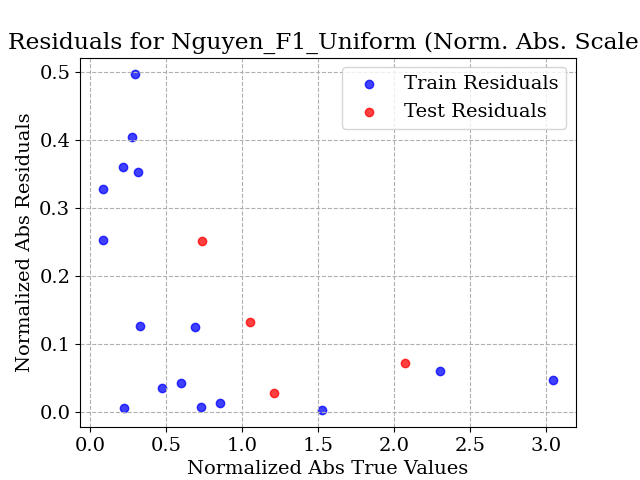 Residuals for Nguyen_F1_Uniform (Norm. Abs. Scale
Train Residuals
Test Residuals
Normalized Abs Residuals
0.5
0.4
0.3
0.2
0.1
0.0
0.0 0.5 1.0 1.5 2.0 2.5 3.0
Normalized Abs True Values